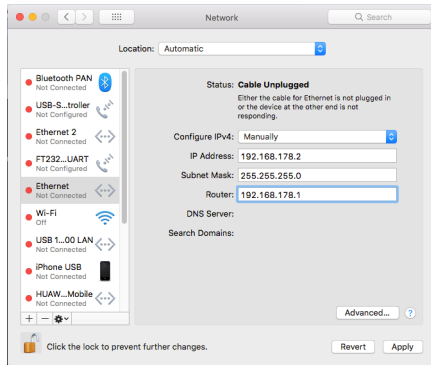 Network
Search
Location: Automatic
Bluetooth PAN
Not Connected
USB-S...troller
Not Configured
Ethernet 2
Not Connected
FT232...UART
Not Configured
Ethernet
Not Connected
Wi-Fi
Off
USB 1...00 LAN
Not Connected
iPhone USB
Not Connected
HUAW...Mobile
Not Connected
Status: Cable Unplugged
Either the cable for Ethernet is not plugged in
or the device at the other end is not
responding.
Configure IPv4: Manually
IP Address: 192.168.178.2
Subnet Mask: 255.255.255.0
Router: 192.168.178.1
DNS Server:
Search Domains:
Advanced... ?
Click the lock to prevent further changes.
Revert Apply